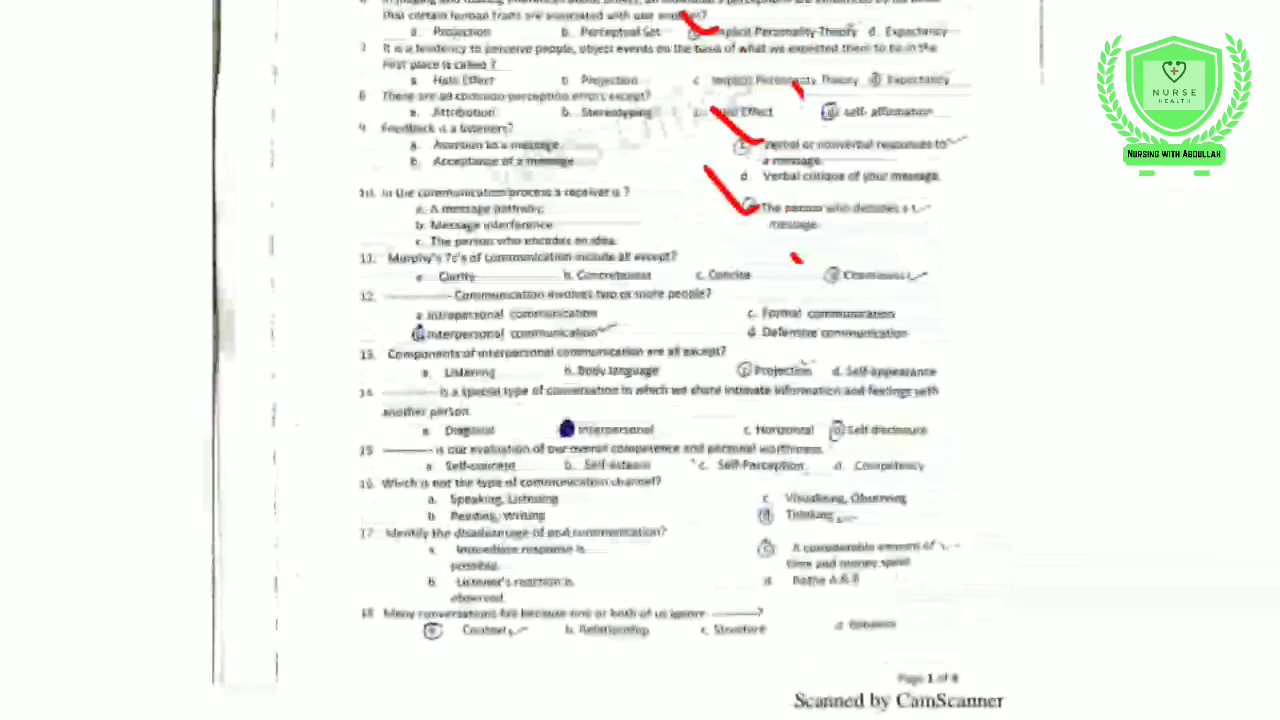 that certain human traits are associated with one another?
a. Projection b. Perceptual Set Implicit Personality Theory d. Expectancy
7. It is a tendency to perceive people, object events on the basis of what we expected them to be in the
first place is called ?
a. Halo Effect b. Projection c. Implicit Personality Theory d Expectancy
8. There are all common perception errors except?
a. Attribution b. Stereotyping c. Halo Effect d. self- affirmation
9. Feedback is a listeners?
a. Aversion to a message.
b. Acceptance of a message
c. Verbal or nonverbal responses to
a message.
d. Verbal critique of your message.
10. In the communication process a receiver is ?
a. A message pathway.
b. Message interference
c. The person who encodes an idea.
The person who decodes a
message.
11. Murphy's 7c's of communication include all except?
a. Clarity b. Concreteness c. Concise
12. Communication involves two or more people?
a Intrapersonal communication
b. Interpersonal communication
c. Formal communication
d. Defensive communication
13. Components of interpersonal communication are all except?
a. Listening b. Body language c Projection d. Self-appearance
14. is a special type of conversation in which we share intimate information and feelings with
another person.
a. Diagonal Interpersonal c. Horizontal Self disclosure
15 is our evaluation of our overall competence and personal worthiness.
a. Self-concept b. Self-esteem c. Self-Perception d. Competency
16. Which is not the type of communication channel?
a. Speaking, Listening
b Reading, Writing
c. Visualising, Observing
d Thinking
17. Identify the disadvantage of oral communication?
a. Immediate response is
possible.
b. Listener's reaction is
observed.
c A considerable amount of
time and money spent
d. Bothe A & B
18 Many conversations fail because one or both of us ignore ?
Context b. Relationship c. Structure
Page 1 of 8
Scanned by CamScanner
NURSE
HEALTH
NURSING WITH ABDULLAH